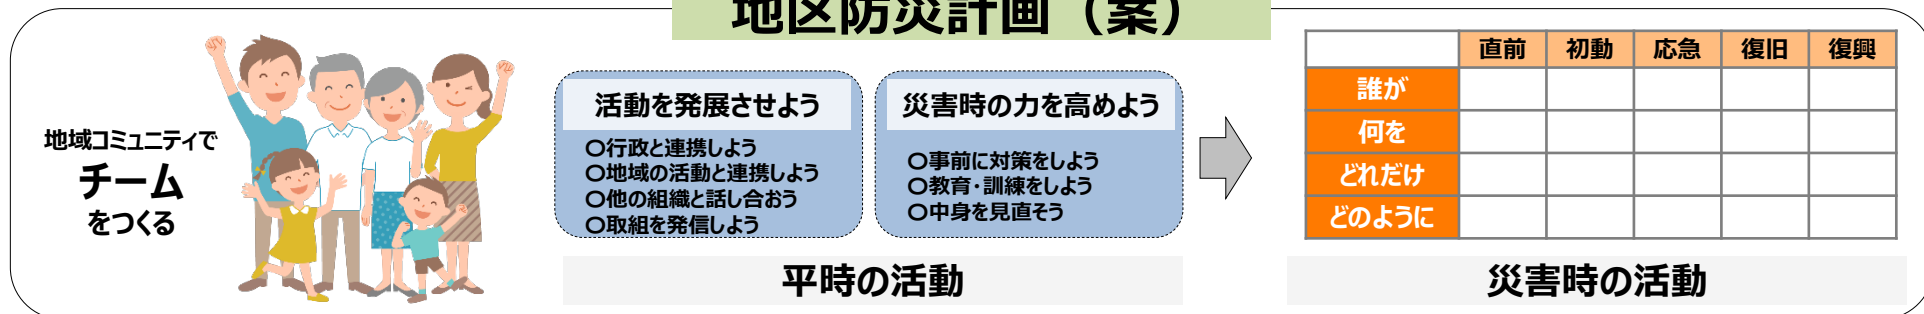 地区防災計画（案）
地域コミュニティで
チーム
をつくる
活動を発展させよう
〇行政と連携しよう
〇地域の活動と連携しよう
〇他の組織と話し合おう
〇取組を発信しよう
災害時の力を高めよう
〇事前に対策をしよう
〇教育・訓練をしよう
〇中身を見直そう
平時の活動
直前 初動 応急 復旧 復興
誰が
何を
どれだけ
どのように
災害時の活動